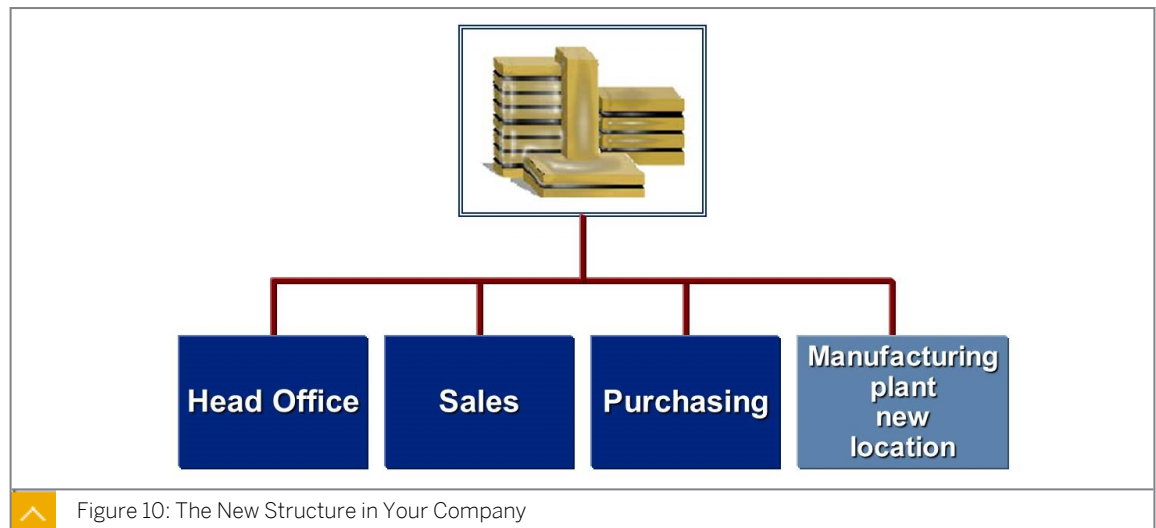 Head Office
Sales
Purchasing
Manufacturing
plant
new
location
Figure 10: The New Structure in Your Company